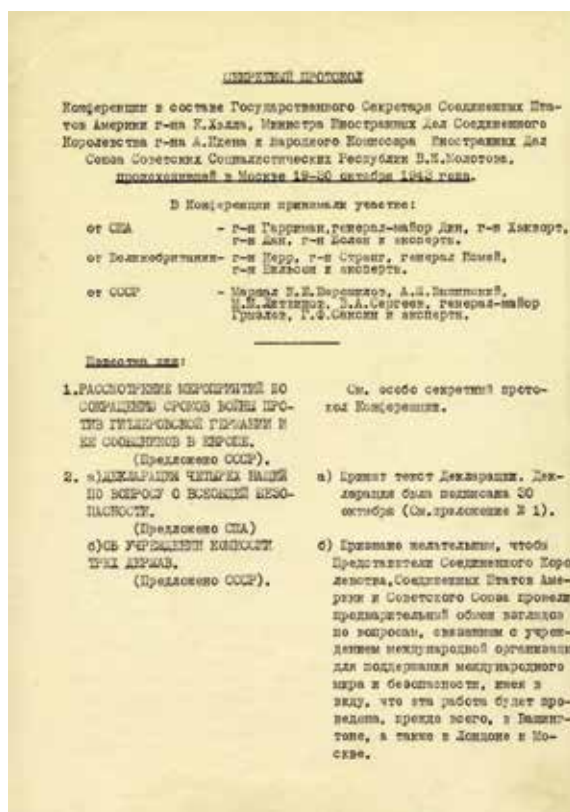 СЕКРЕТНЫЙ ПРОТОКОЛ
Конференции в составе Государственного Секретаря Соединенных Шта-
тов Америки г-на К.Хэлла, Министра Иностранных Дел Соединенного
Королевства г-на А.Идена и Народного Комиссара Иностранных Дел
Союза Советских Социалистических Республик В.М.Молотова,
происходившей в Москве 19-30 октября 1943 года.
В Конференции принимали участие:
от США - г-н Гарриман, генерал-майор Дин, г-н Хэкворт,
г-н Дан, г-н Болен и эксперты.
от Великобритании- г-н Керр, г-н Странг, генерал Исмей,
г-н Вильсон и эксперты.
от СССР - Маршал К.Е.Ворошилов, А.Я.Вышинский,
М.М.Литвинов, В.А.Сергеев, генерал-майор
Грызлов, Г.Ф.Саксин и эксперты.
Повестка дня:
1.РАССМОТРЕНИЕ МЕРОПРИЯТИЙ ПО
СОКРАЩЕНИЮ СРОКОВ ВОЙНЫ ПРО-
ТИВ ГИТЛЕРОВСКОЙ ГЕРМАНИИ И
ЕЕ СООБЩНИКОВ В ЕВРОПЕ.
(Предложено СССР).
См. особо секретный прото-
кол Конференции.
2. а)ДЕКЛАРАЦИЯ ЧЕТЫРЕХ НАЦИЙ
ПО ВОПРОСУ О ВСЕОБЩЕЙ БЕЗО-
ПАСНОСТИ.
(Предложено США)
а) Принят текст Декларации. Дек-
ларация была подписана 30
октября (См.приложение № 1).
б)ОБ УЧРЕЖДЕНИИ КОМИССИИ
ТРЕХ ДЕРЖАВ.
(Предложено СССР).
б) Признано желательным, чтобы
Представители Соединенного Коро
левства,Соединенных Штатов Аме-
рики и Советского Союза провели
предварительный обмен взглядов
по вопросам, связанным с учреж-
дением международной организаци
для поддержания международного
мира и безопасности, имея в
виду, что эта работа будет про-
ведена, прежде всего, в Вашинг-
тоне, а также в Лондоне и Мо-
скве.